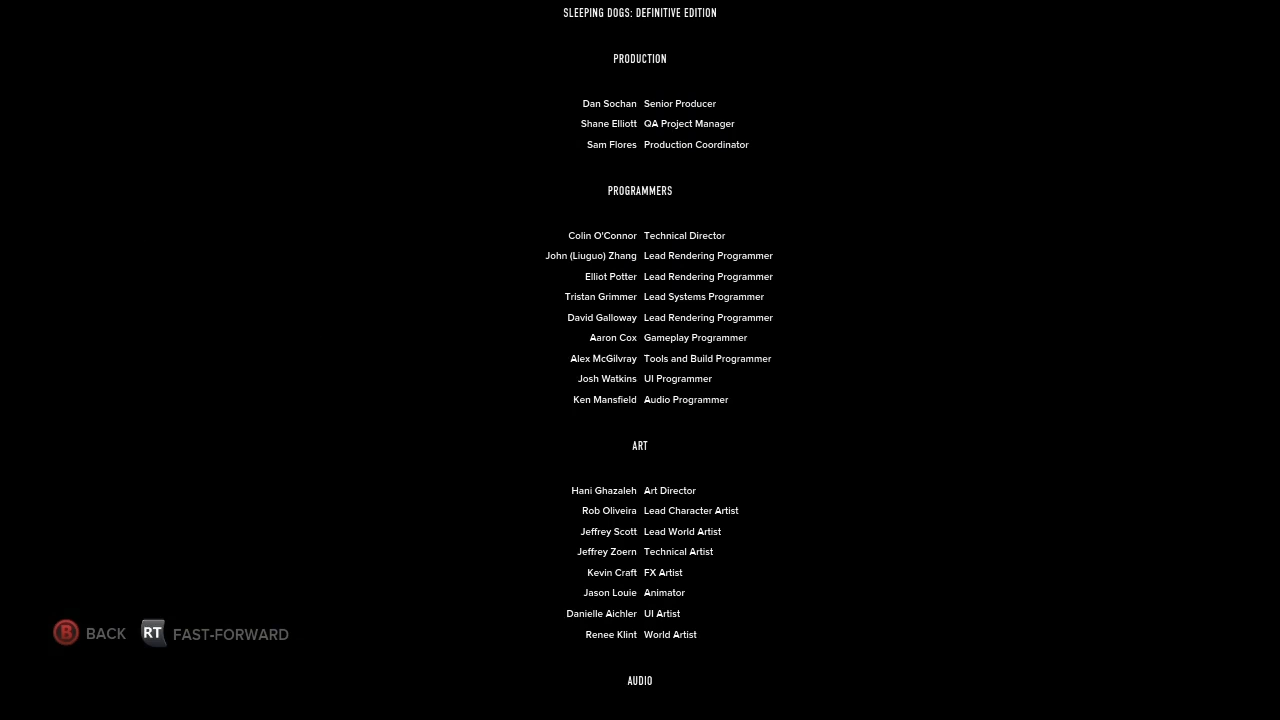 SLEEPING DOGS: DEFINITIVE EDITION
PRODUCTION
Dan Sochan Senior Producer
Shane Elliott QA Project Manager
Sam Flores Production Coordinator
PROGRAMMERS
Colin O'Connor Technical Director
John (Liuguo) Zhang Lead Rendering Programmer
Elliot Potter Lead Rendering Programmer
Tristan Grimmer Lead Systems Programmer
David Galloway Lead Rendering Programmer
Aaron Cox Gameplay Programmer
Alex McGilvray Tools and Build Programmer
Josh Watkins UI Programmer
Ken Mansfield Audio Programmer
ART
Hani Ghazaleh Art Director
Rob Oliveira Lead Character Artist
Jeffrey Scott Lead World Artist
Jeffrey Zoern Technical Artist
Kevin Craft FX Artist
Jason Louie Animator
Danielle Aichler UI Artist
Renee Klint World Artist
B BACK RT FAST-FORWARD
AUDIO